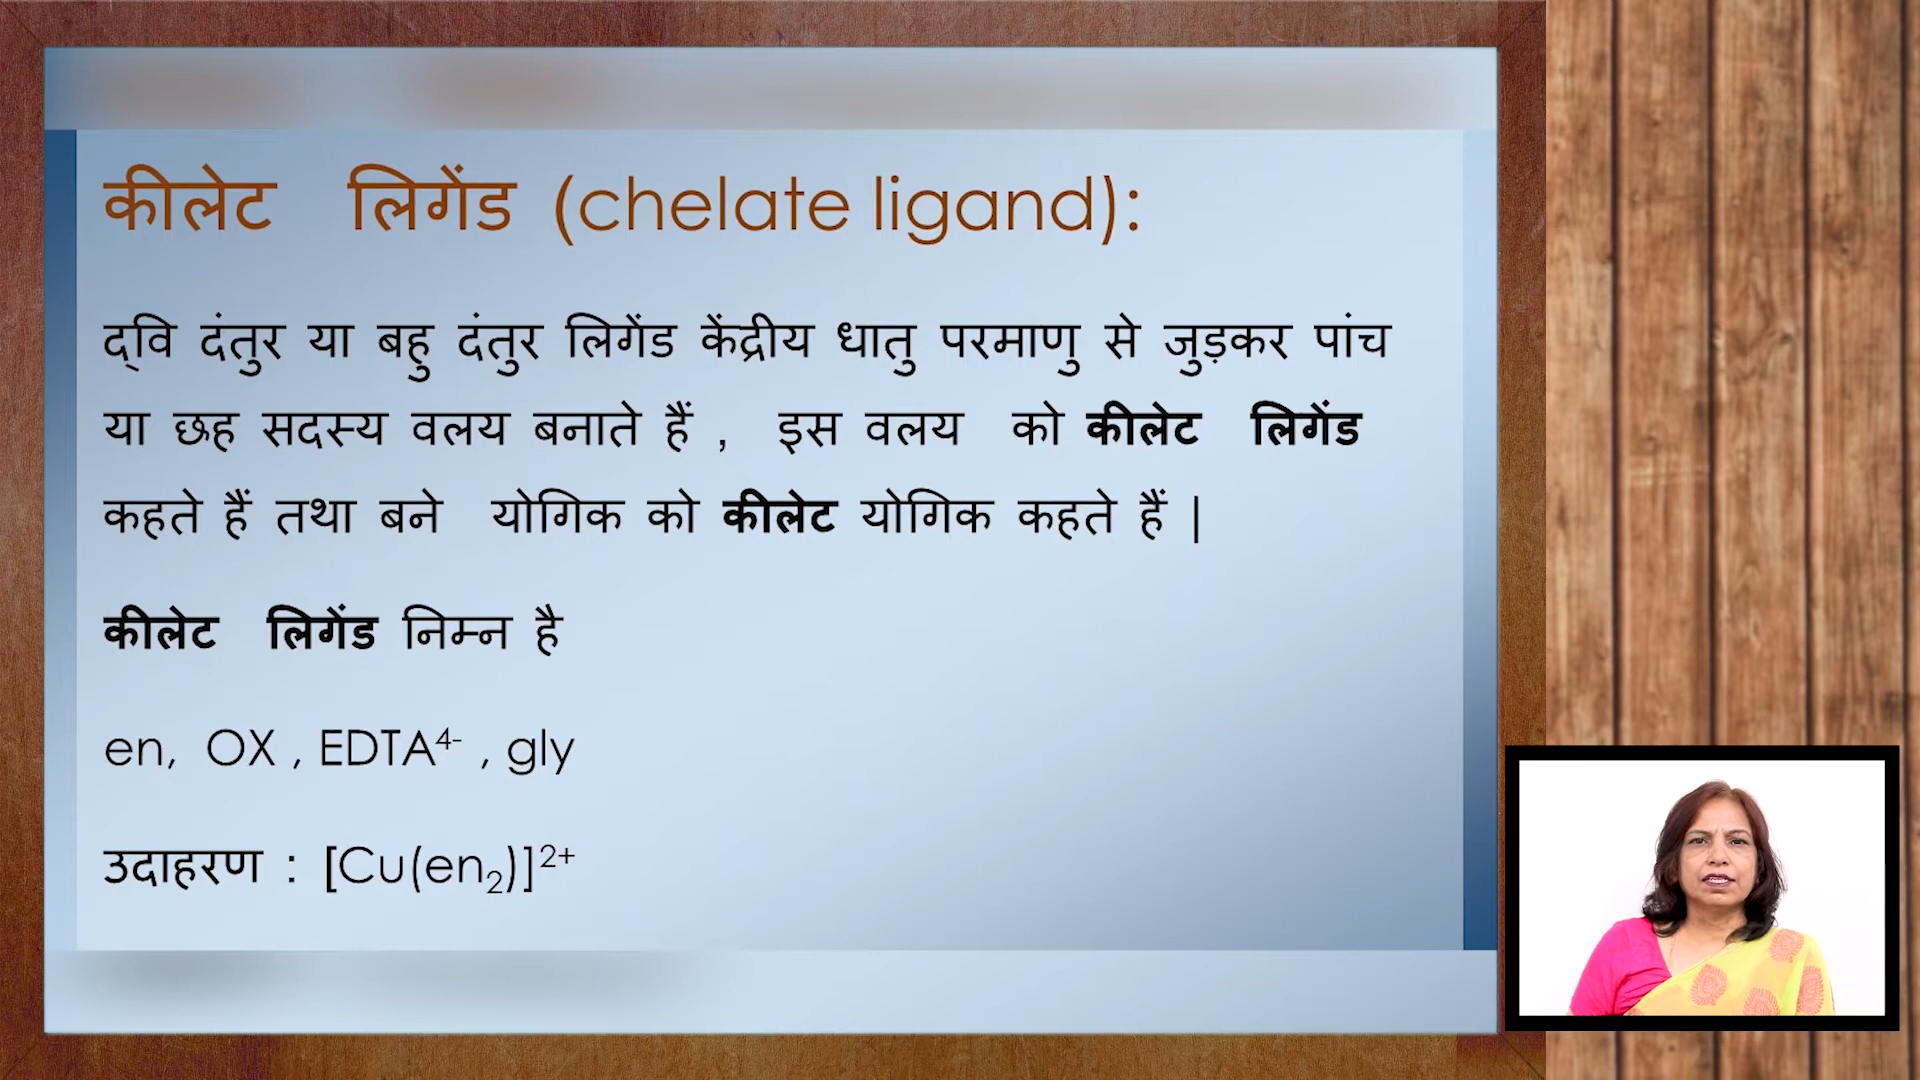 कीलेट लिगेंड (chelate ligand):
द्वि दंतुर या बहु दंतुर लिगेंड केंद्रीय धातु परमाणु से जुड़कर पांच
या छह सदस्य वलय बनाते हैं , इस वलय को कीलेट लिगेंड
कहते हैं तथा बने योगिक को कीलेट योगिक कहते हैं |
कीलेट लिगेंड निम्न है
en, OX , EDTA⁴⁻ , gly
उदाहरण : [Cu(en₂)]²⁺